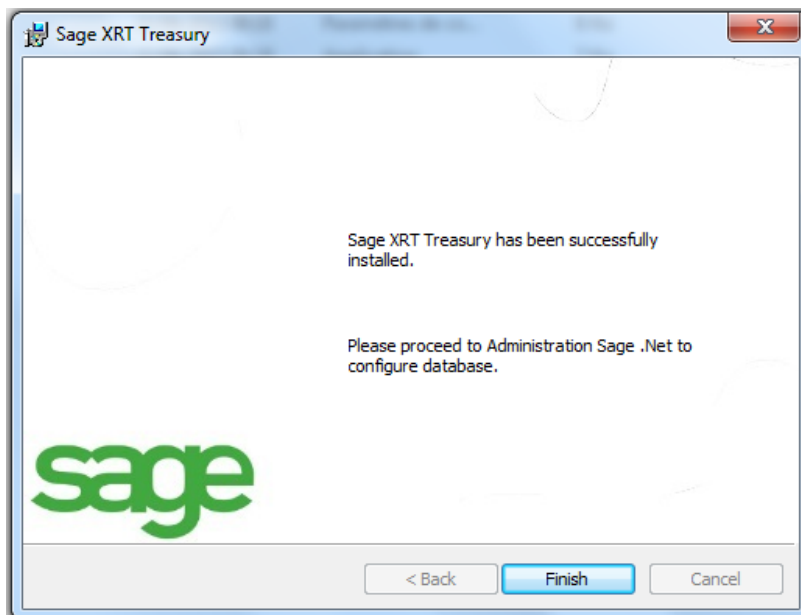 Sage XRT Treasury
Sage XRT Treasury has been successfully
installed.
Please proceed to Administration Sage .Net to
configure database.
sage
< Back
Finish
Cancel